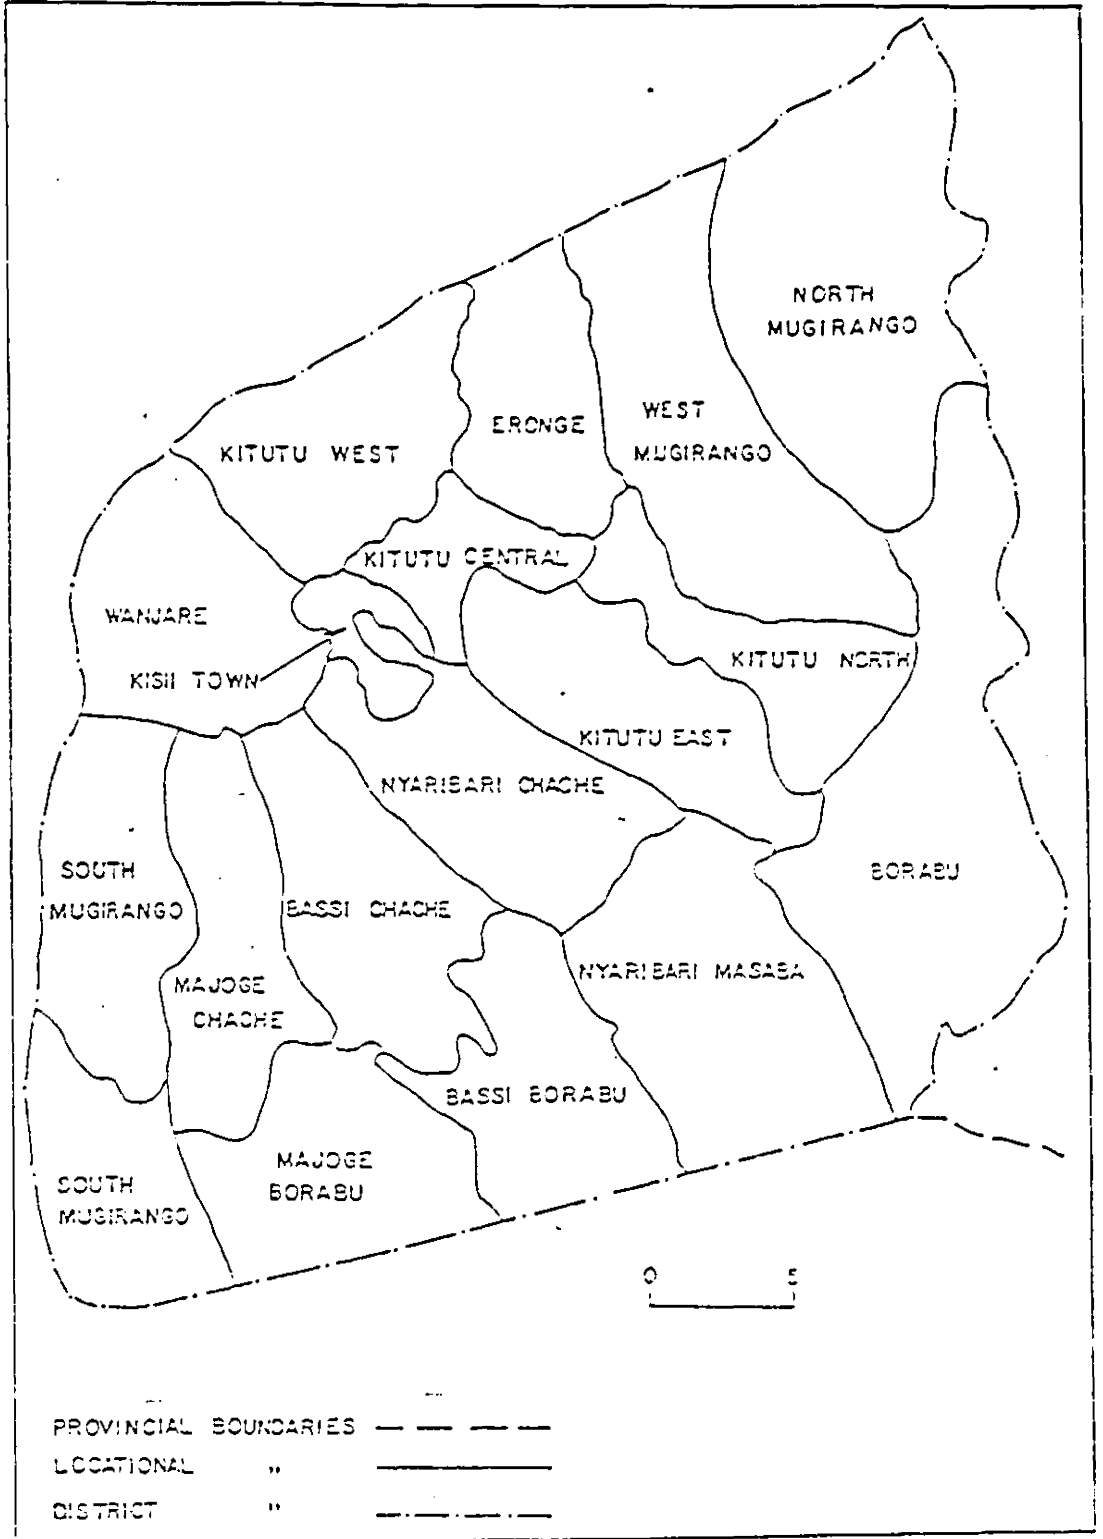 NORTH
MUGIRANGO
WEST
MUGIRANGO
ERONGE
KITUTU WEST
KITUTU CENTRAL
WANJARE
KISII TOWN
KITUTU NORTH
KITUTU EAST
NYARIBARI CHACHE
SOUTH
MUGIRANGO
BASSI CHACHE
BORABU
NYARIBARI MASABA
MAJOGE
CHACHE
BASSI BORABU
MAJOGE
BORABU
SOUTH
MUGIRANGO
0 5
PROVINCIAL BOUNDARIES
LOCATIONAL "
DISTRICT "